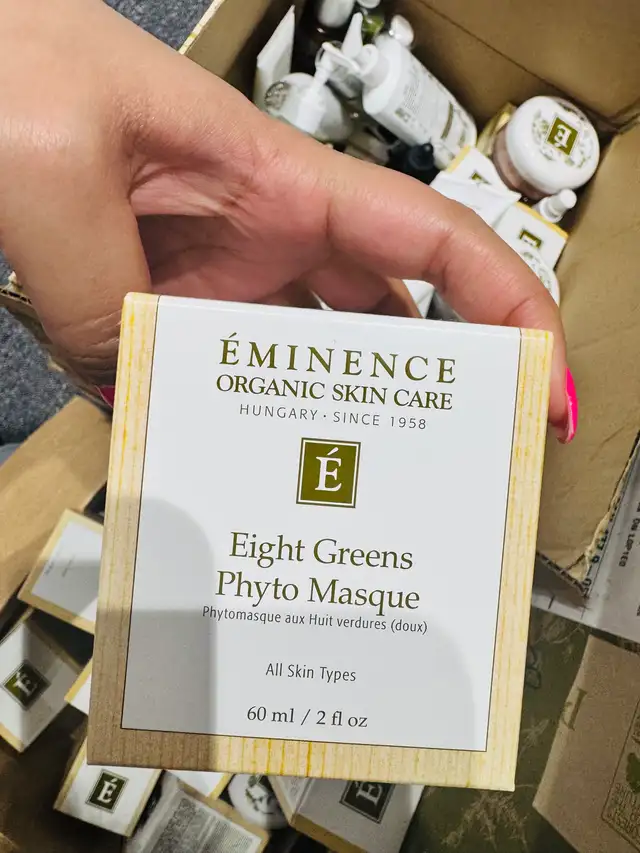 ÉMINENCE
ORGANIC SKIN CARE
HUNGARY · SINCE 1958
É
Eight Greens
Phyto Masque
Phytomasque aux Huit verdures (doux)
All Skin Types
60 ml / 2 fl oz
É
É
É